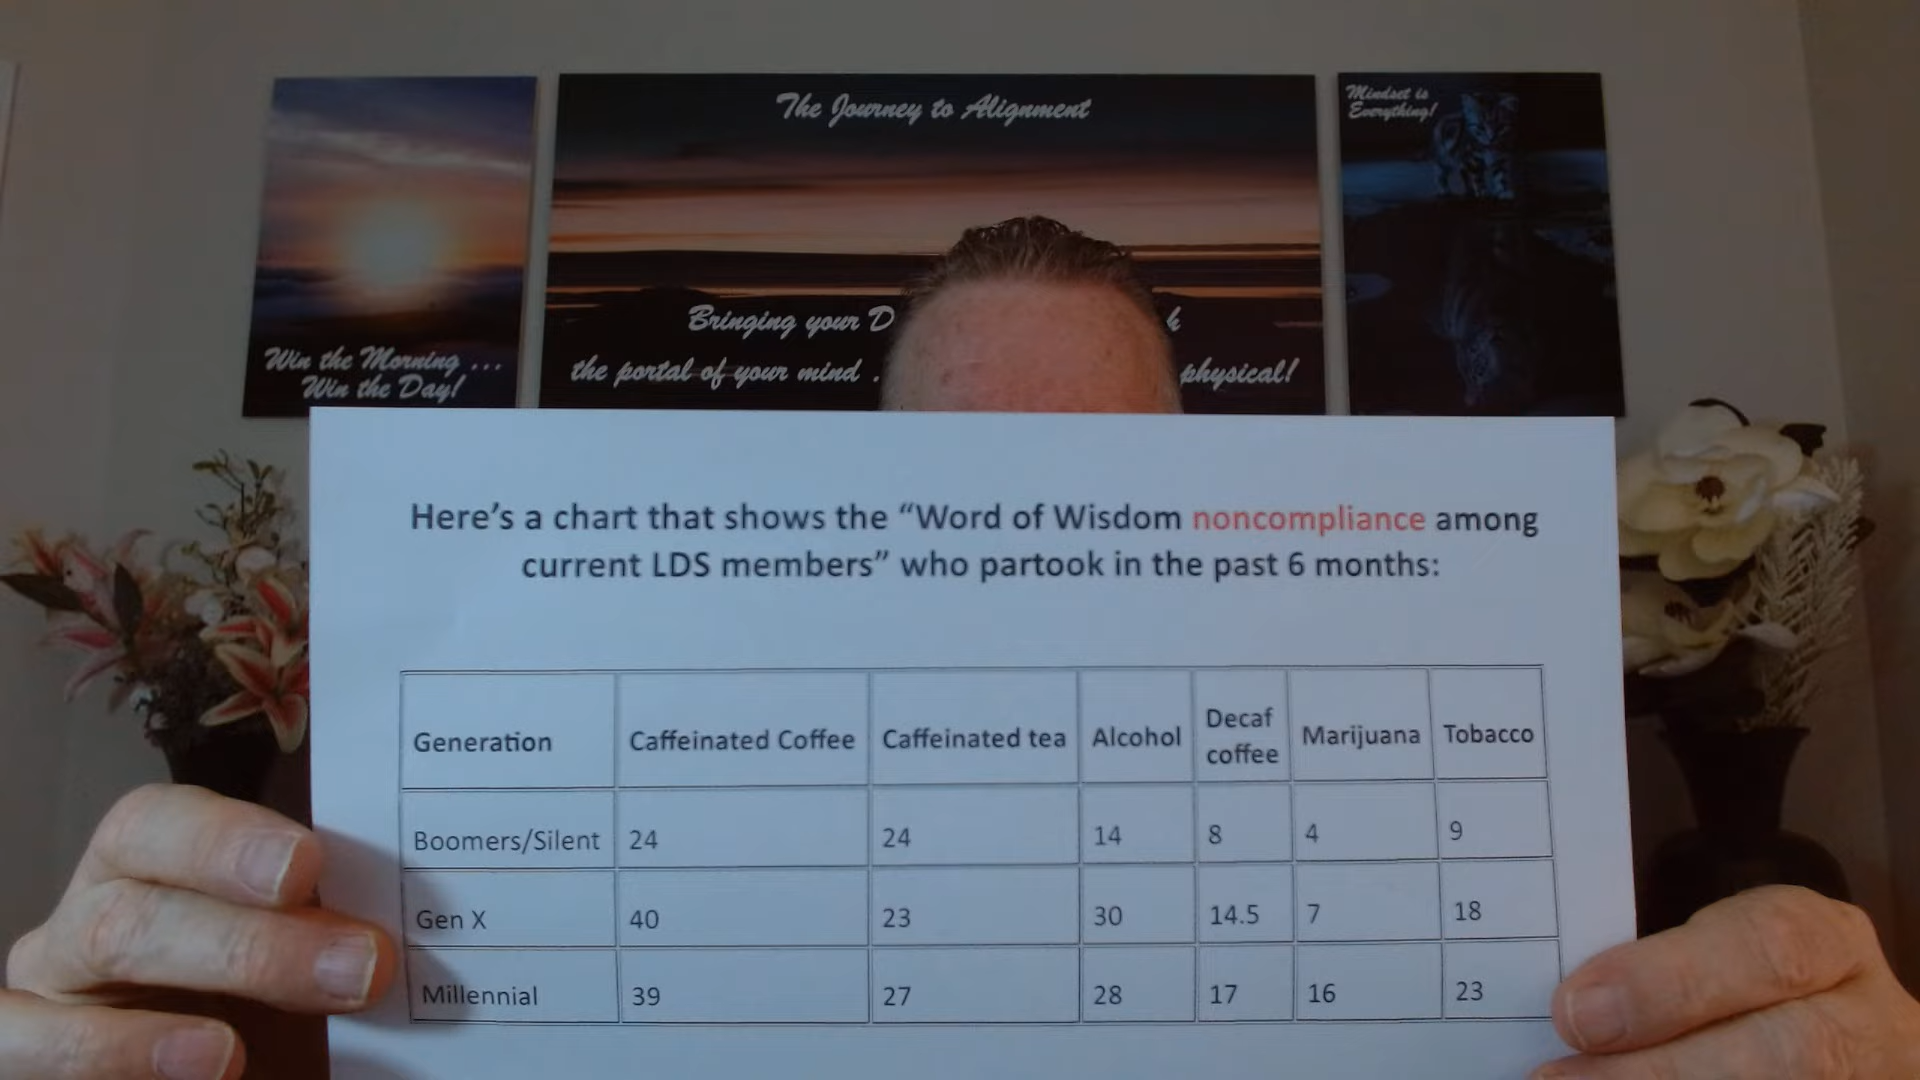 The Journey to Alignment
Mindset is
Everything!
Bringing your D
the portal of your mind . physical!
Win the Morning ...
Win the Day!
Here’s a chart that shows the “Word of Wisdom noncompliance among
current LDS members” who partook in the past 6 months:
Generation Caffeinated Coffee Caffeinated tea Alcohol Decaf coffee Marijuana Tobacco
Boomers/Silent 24 24 14 8 4 9
Gen X 40 23 30 14.5 7 18
Millennial 39 27 28 17 16 23